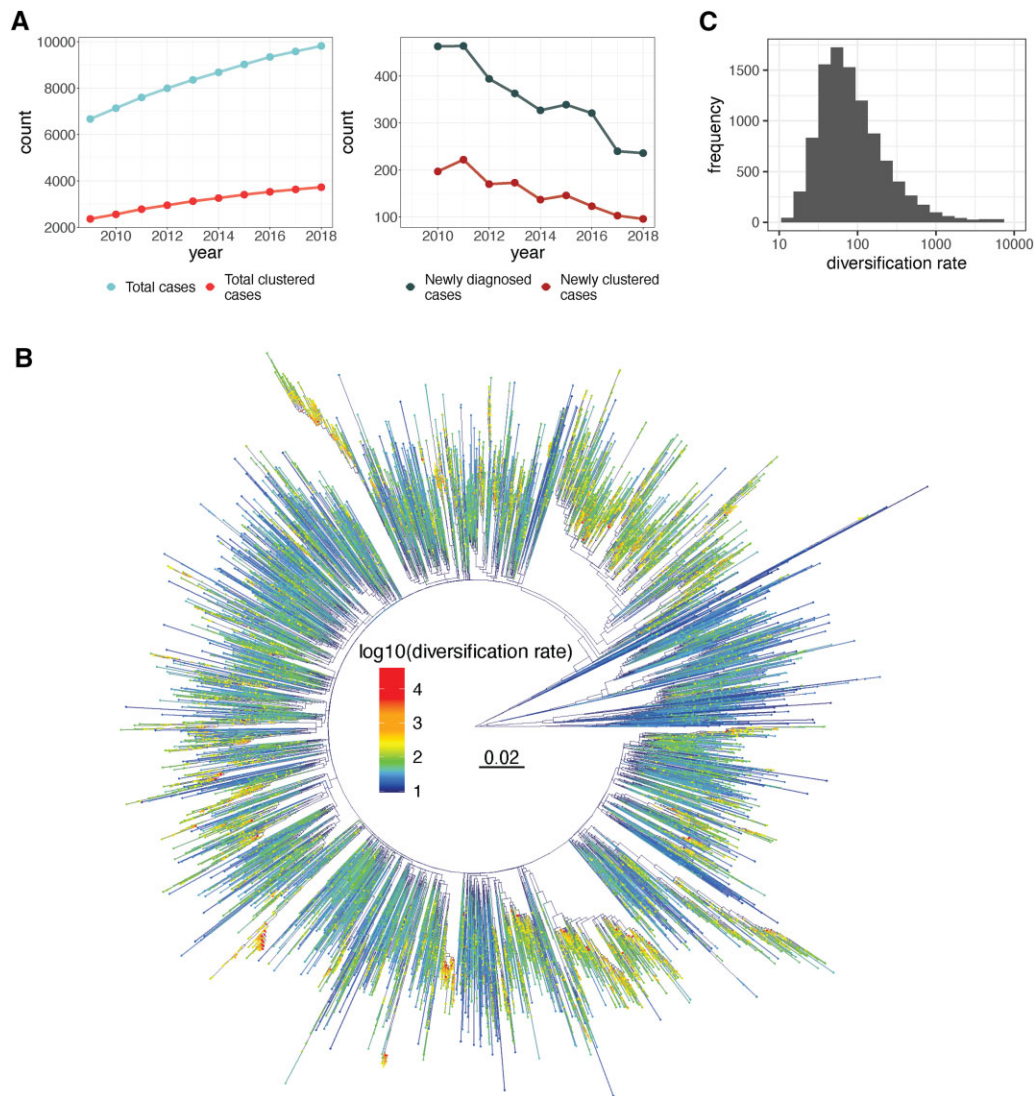 A
10000
8000
6000
4000
2000
count
2010 2012 2014 2016 2018
year
Total cases
Total clustered
cases
400
300
200
100
count
2010 2012 2014 2016 2018
year
Newly diagnosed
cases
Newly clustered
cases
C
1500
1000
500
0
frequency
10 100 1000 10000
diversification rate
B
log10(diversification rate)
4
3
2
1
0.02